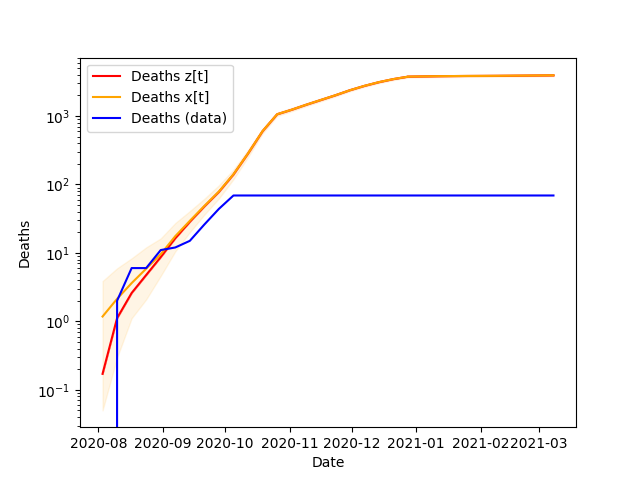 Deaths z[t]
Deaths x[t]
Deaths (data)
10³
10²
10¹
10⁰
10⁻¹
Deaths
2020-08 2020-09 2020-10 2020-11 2020-12 2021-01 2021-02 2021-03
Date